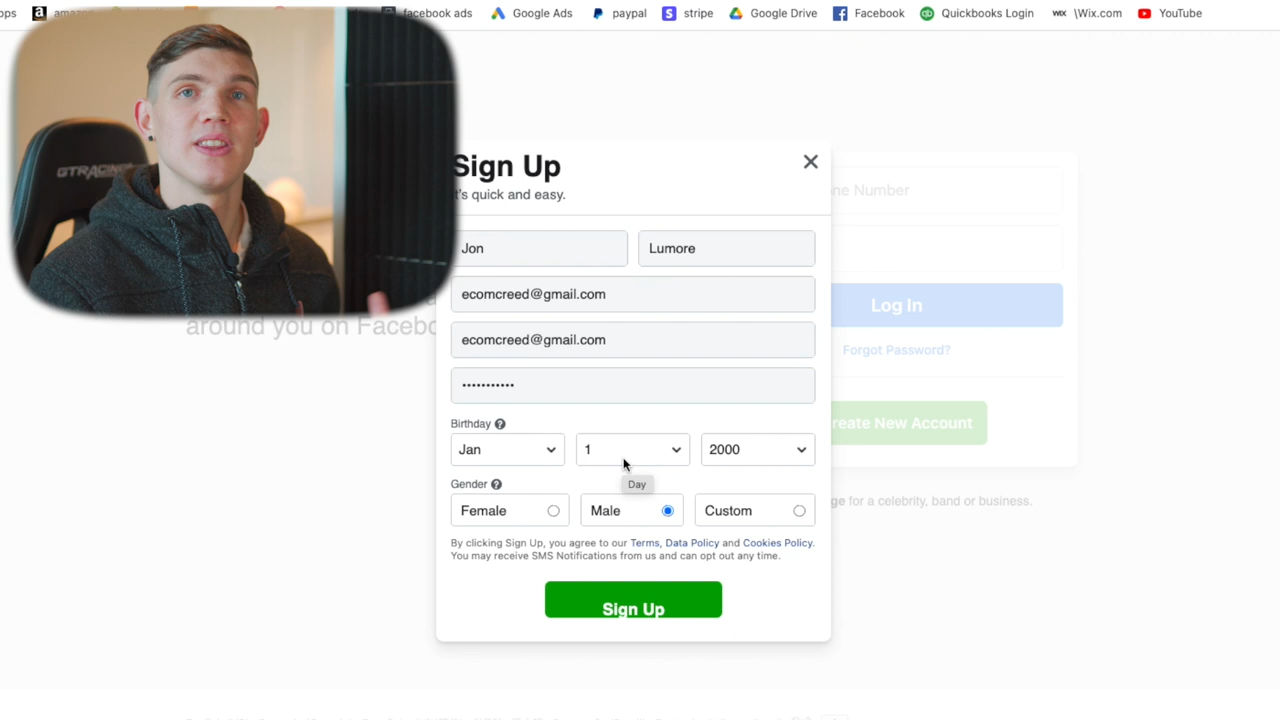 facebook ads
Google Ads
paypal
stripe
Google Drive
Facebook
Quickbooks Login
WIX \Wix.com
YouTube
GTRACING
Sign Up
It's quick and easy.
Jon
Lumore
ecomcreed@gmail.com
ecomcreed@gmail.com
•••••••••••
Birthday
Jan
1
2000
Day
Gender
Female
Male
Custom
By clicking Sign Up, you agree to our Terms, Data Policy and Cookies Policy.
You may receive SMS Notifications from us and can opt out any time.
Sign Up
around you on Facebo
ne Number
Log In
Forgot Password?
reate New Account
ge for a celebrity, band or business.